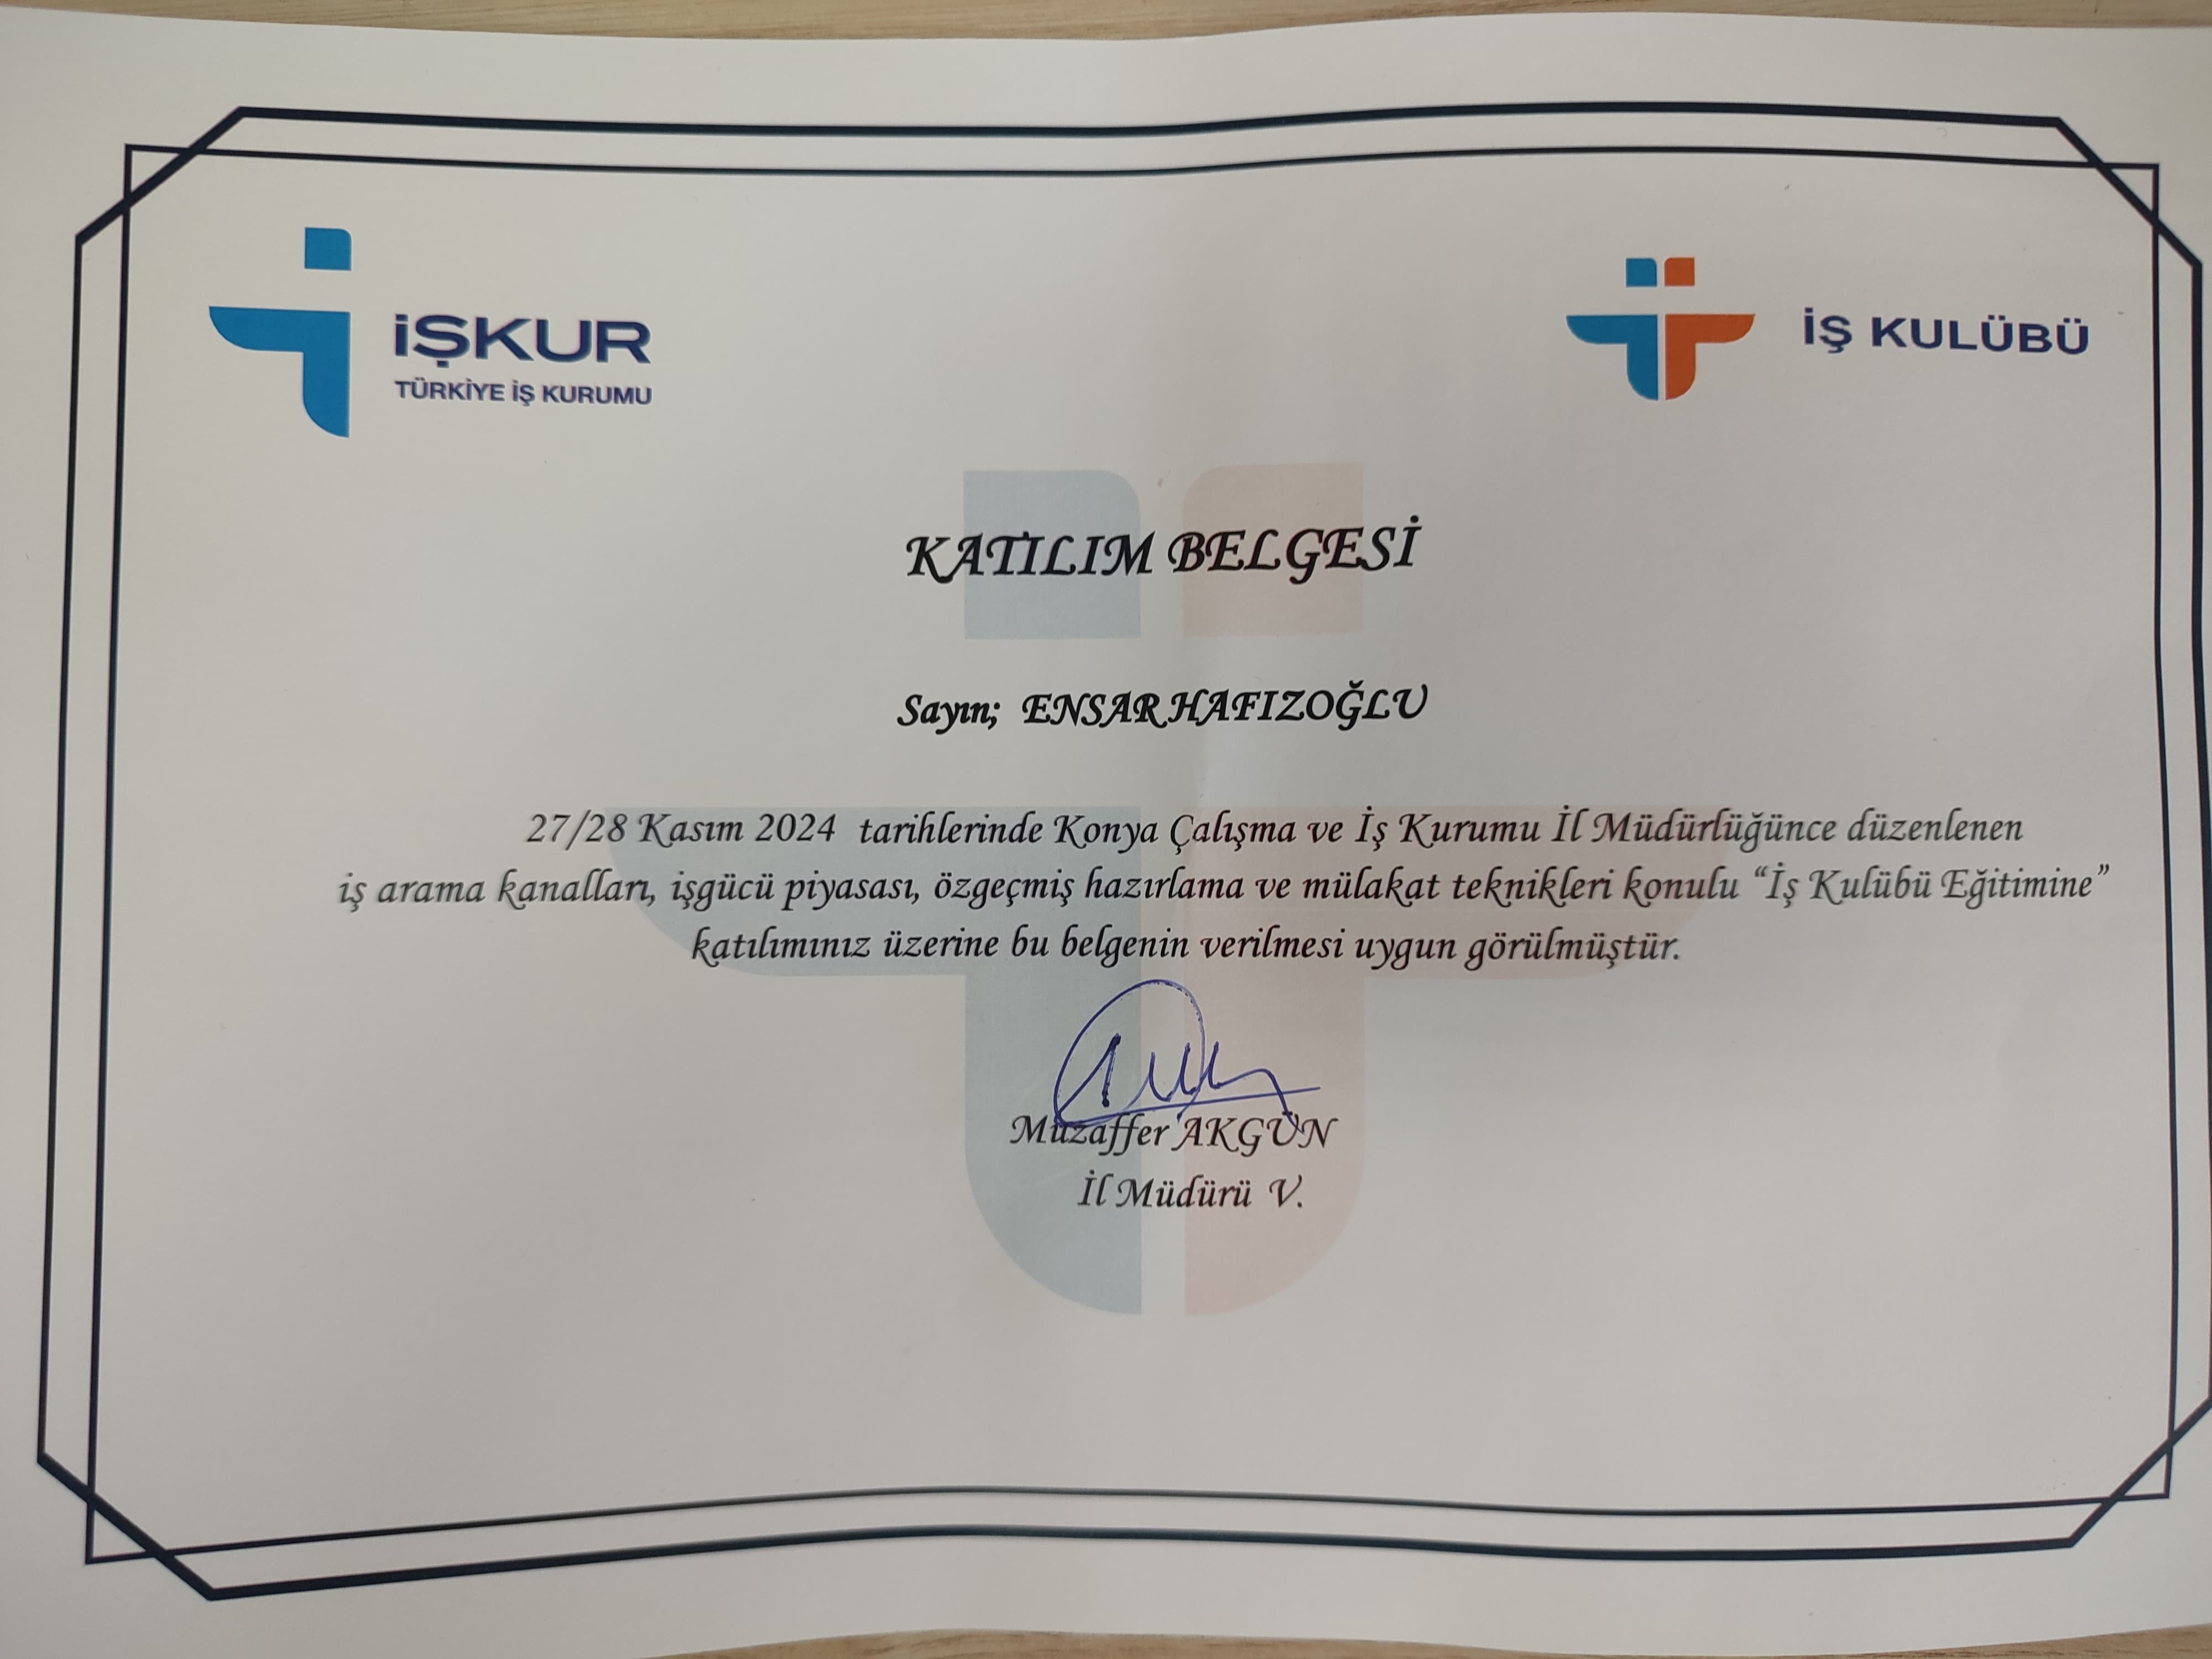 İŞKUR
TÜRKİYE İŞ KURUMU
İŞ KULÜBÜ
KATILIM BELGESİ
Sayın; ENSAR HAFIZOĞLU
27/28 Kasım 2024 tarihlerinde Konya Çalışma ve İş Kurumu İl Müdürlüğünce düzenlenen
iş arama kanalları, işgücü piyasası, özgeçmiş hazırlama ve mülakat teknikleri konulu “İş Kulübü Eğitimine”
katılımınız üzerine bu belgenin verilmesi uygun görülmüştür.
Muzaffer AKGÜN
İl Müdürü V.